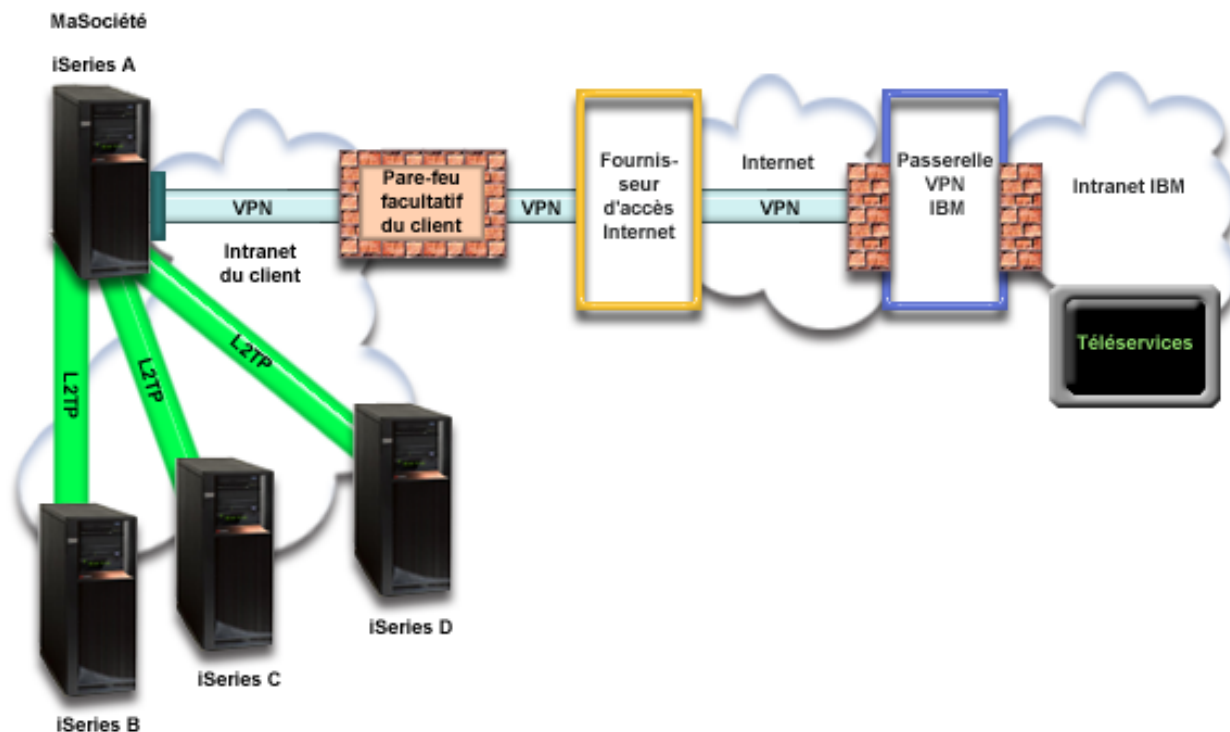 MaSociété
iSeries A
VPN
Intranet
du client
Pare-feu
facultatif
du client
VPN
Fournis-
seur
d'accès
Internet
Internet
VPN
Passerelle
VPN
IBM
Intranet IBM
Téléservices
L2TP
L2TP
L2TP
iSeries D
iSeries C
iSeries B